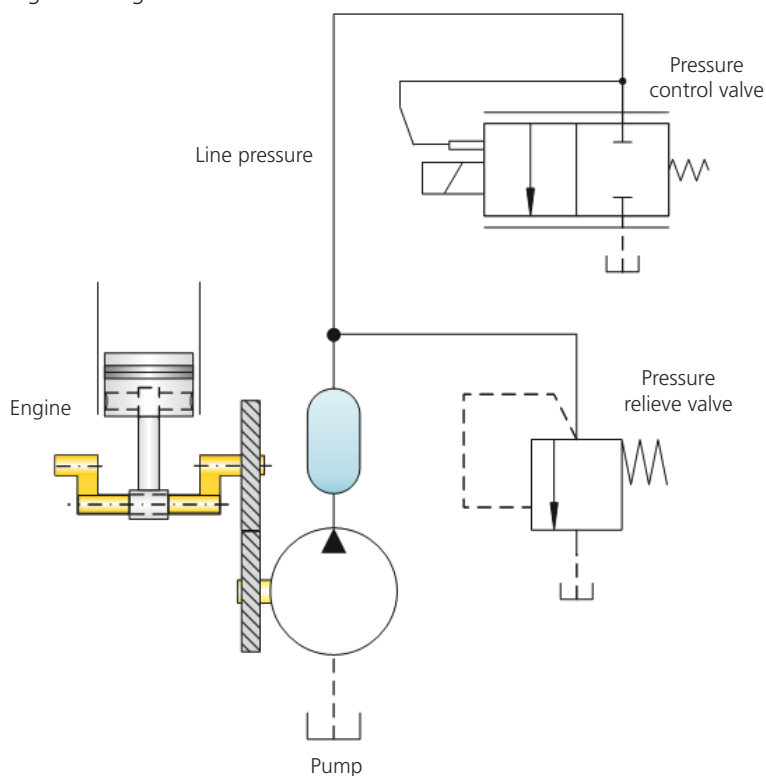 Pressure
control valve
Line pressure
Pressure
relieve valve
Engine
Pump